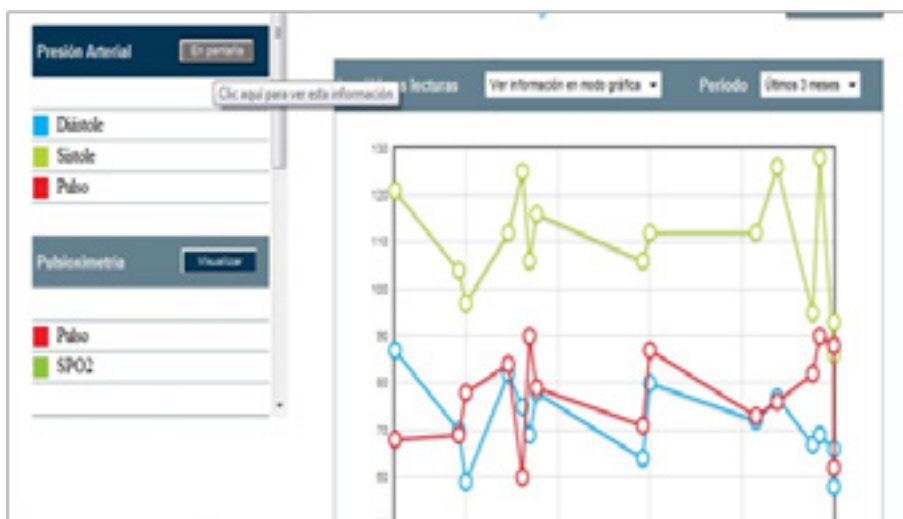 Presión Arterial
En pantalla
Clic aquí para ver esta información
Diástole
Sístole
Pulso
Pulsioximetría
Visualizar
Pulso
SPO2
lecturas
Ver información en modo gráfica
Periodo
Últimos 3 meses
130
120
110
100
90
80
70
60